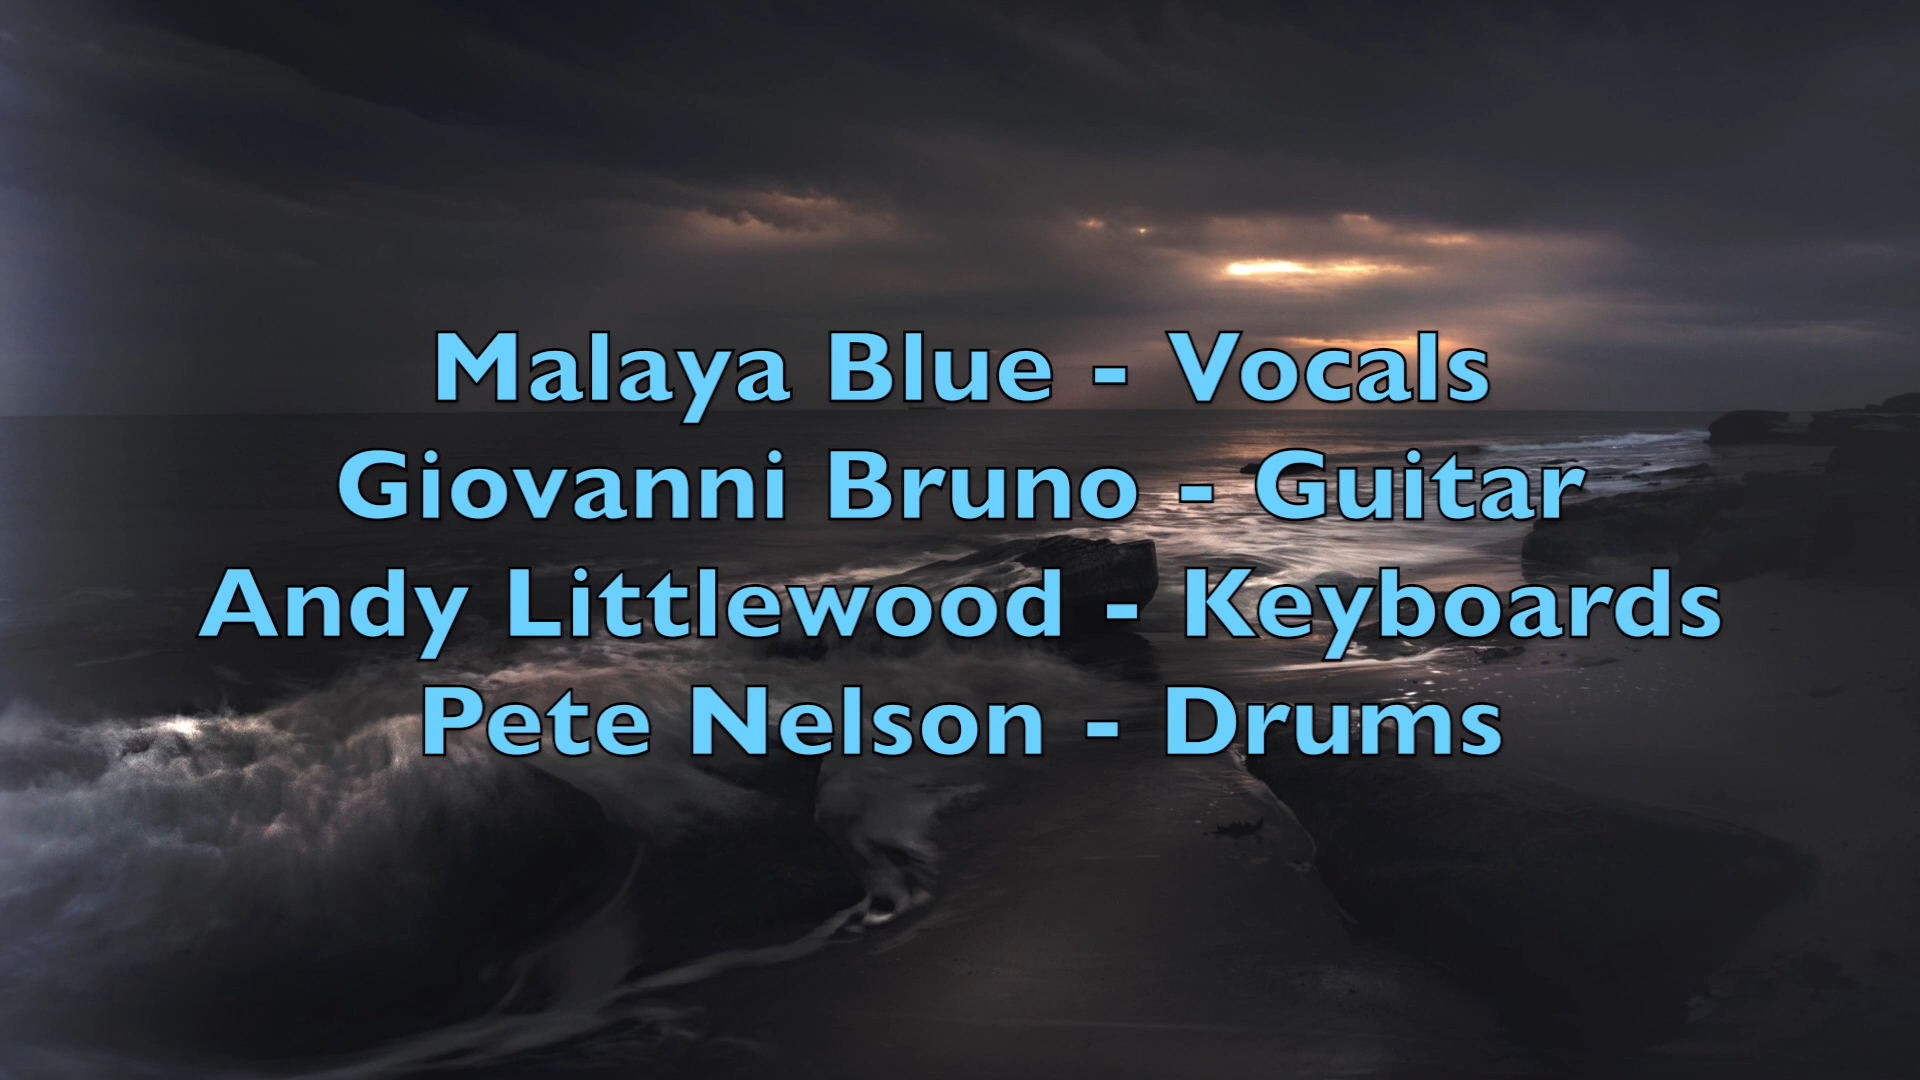 Malaya Blue - Vocals
Giovanni Bruno - Guitar
Andy Littlewood - Keyboards
Pete Nelson - Drums